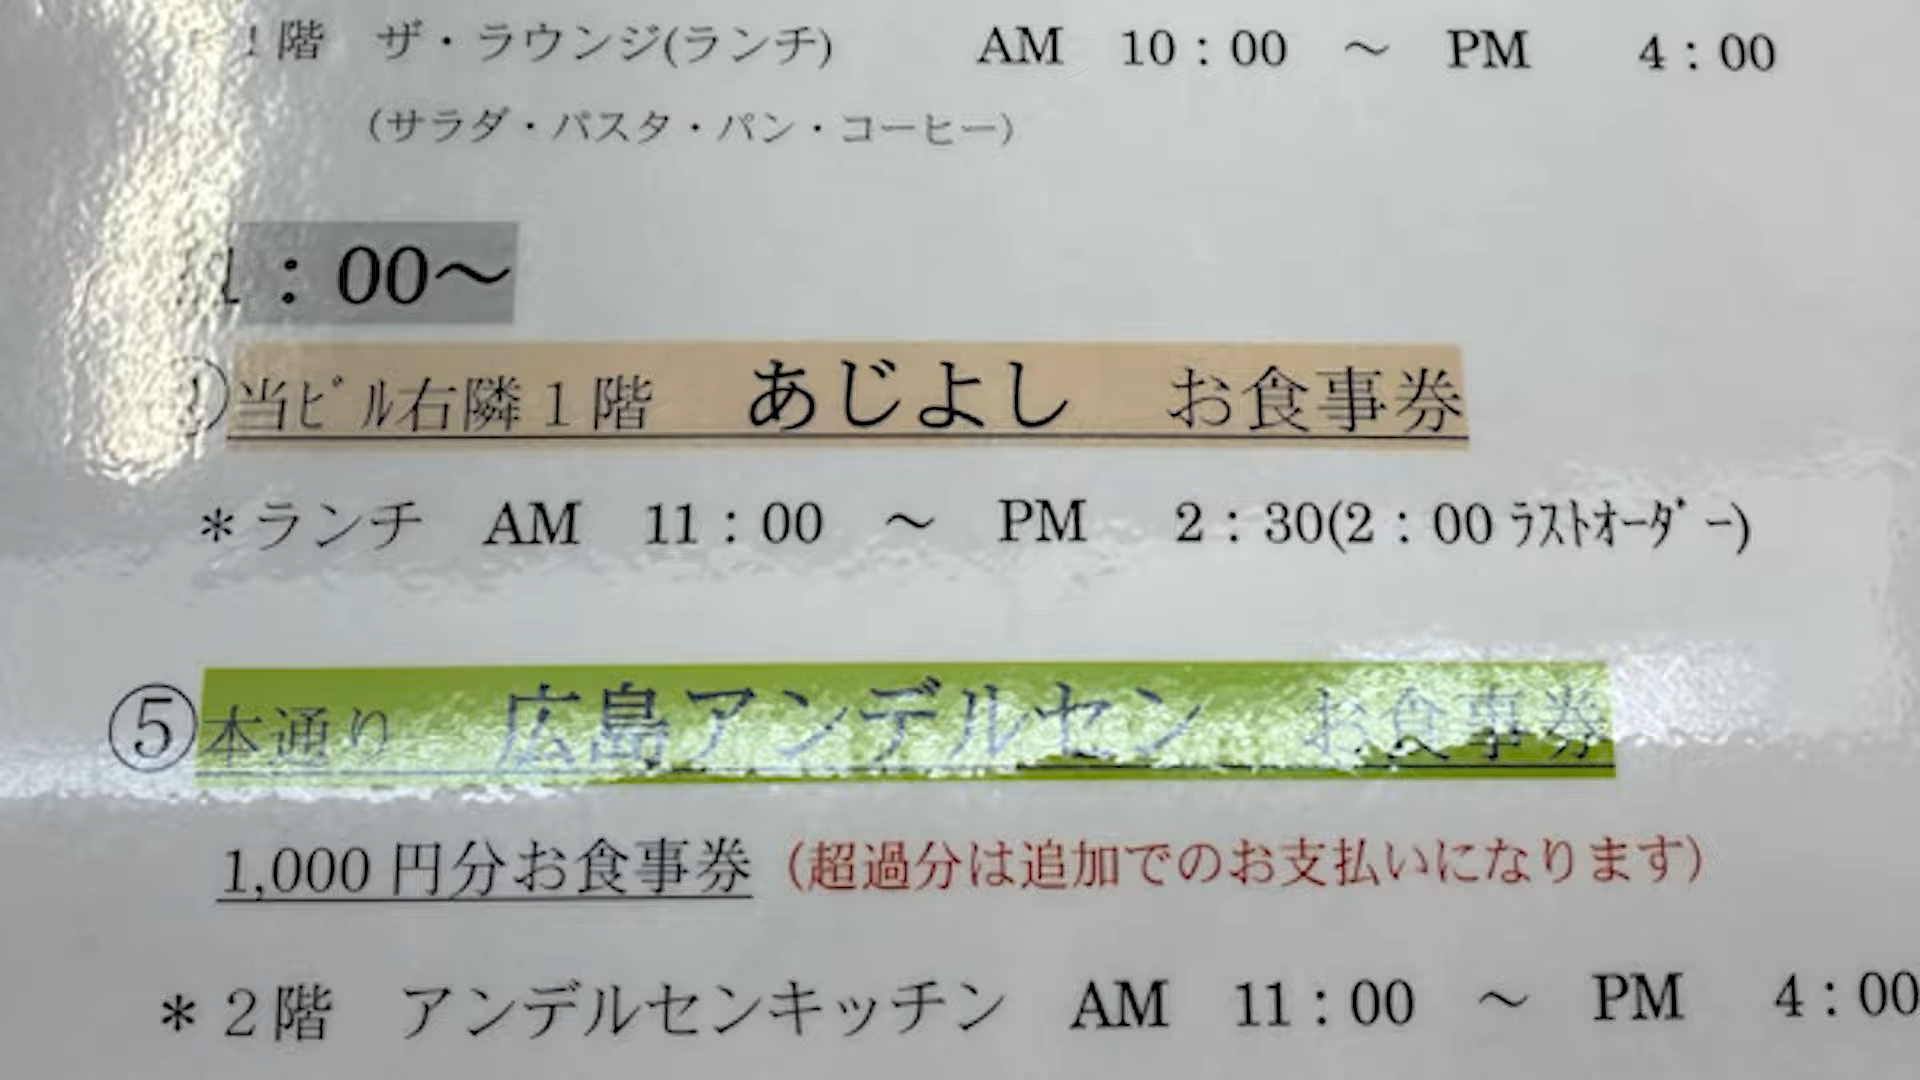 1階 ザ・ラウンジ(ランチ) AM 10:00 ～ PM 4:00
(サラダ・パスタ・パン・コーヒー)
1:00～
当ﾋﾞﾙ右隣1階 あじよし お食事券
*ランチ AM 11:00 ～ PM 2:30(2:00 ﾗｽﾄｵｰﾀﾞｰ)
⑤本通り 広島アンデルセン お食事券
1,000円分お食事券(超過分は追加でのお支払いになります)
*2階 アンデルセンキッチン AM 11:00 ～ PM 4:00